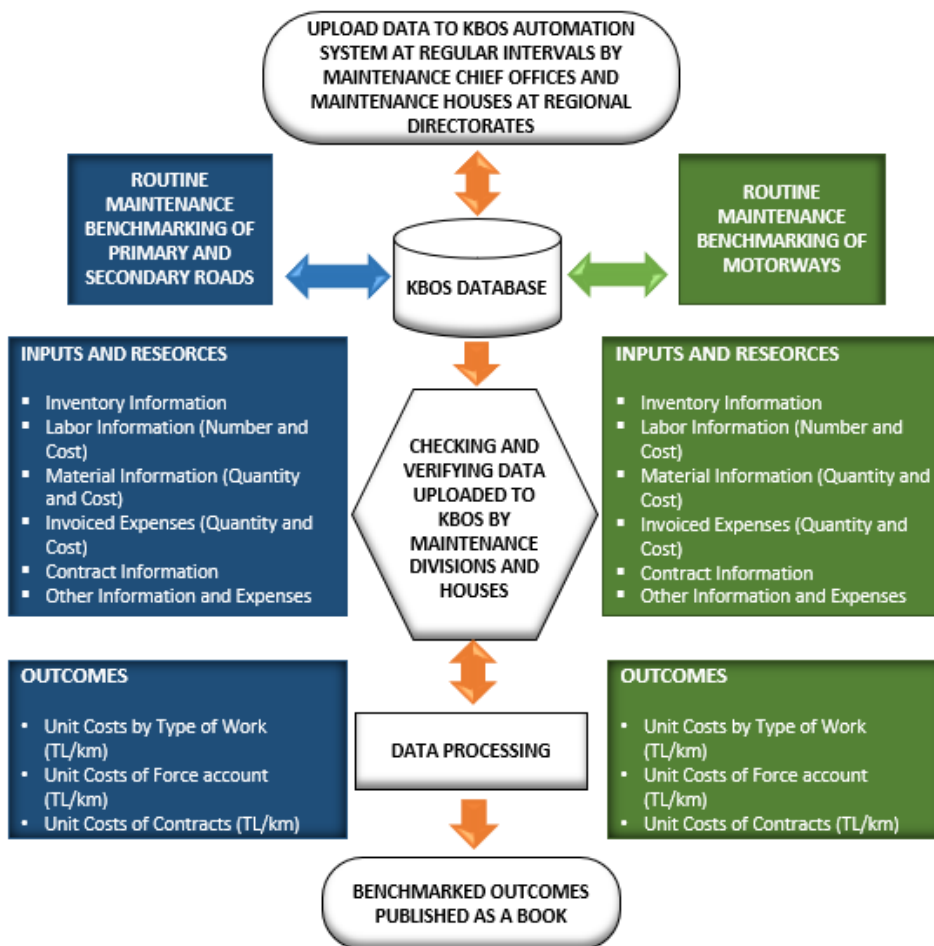 UPLOAD DATA TO KBOS AUTOMATION
SYSTEM AT REGULAR INTERVALS BY
MAINTENANCE CHIEF OFFICES AND
MAINTENANCE HOUSES AT REGIONAL
DIRECTORATES
ROUTINE
MAINTENANCE
BENCHMARKING OF
PRIMARY AND
SECONDARY ROADS
KBOS DATABASE
ROUTINE
MAINTENANCE
BENCHMARKING OF
MOTORWAYS
INPUTS AND RESEORCES
▪ Inventory Information
▪ Labor Information (Number and
Cost)
▪ Material Information (Quantity
and Cost)
▪ Invoiced Expenses (Quantity and
Cost)
▪ Contract Information
▪ Other Information and Expenses
CHECKING AND
VERIFYING DATA
UPLOADED TO
KBOS BY
MAINTENANCE
DIVISIONS AND
HOUSES
INPUTS AND RESEORCES
▪ Inventory Information
▪ Labor Information (Number and
Cost)
▪ Material Information (Quantity and
Cost)
▪ Invoiced Expenses (Quantity and
Cost)
▪ Contract Information
▪ Other Information and Expenses
OUTCOMES
• Unit Costs by Type of Work
(TL/km)
• Unit Costs of Force account
(TL/km)
• Unit Costs of Contracts (TL/km)
DATA PROCESSING
OUTCOMES
• Unit Costs by Type of Work
(TL/km)
• Unit Costs of Force account
(TL/km)
• Unit Costs of Contracts (TL/km)
BENCHMARKED OUTCOMES
PUBLISHED AS A BOOK